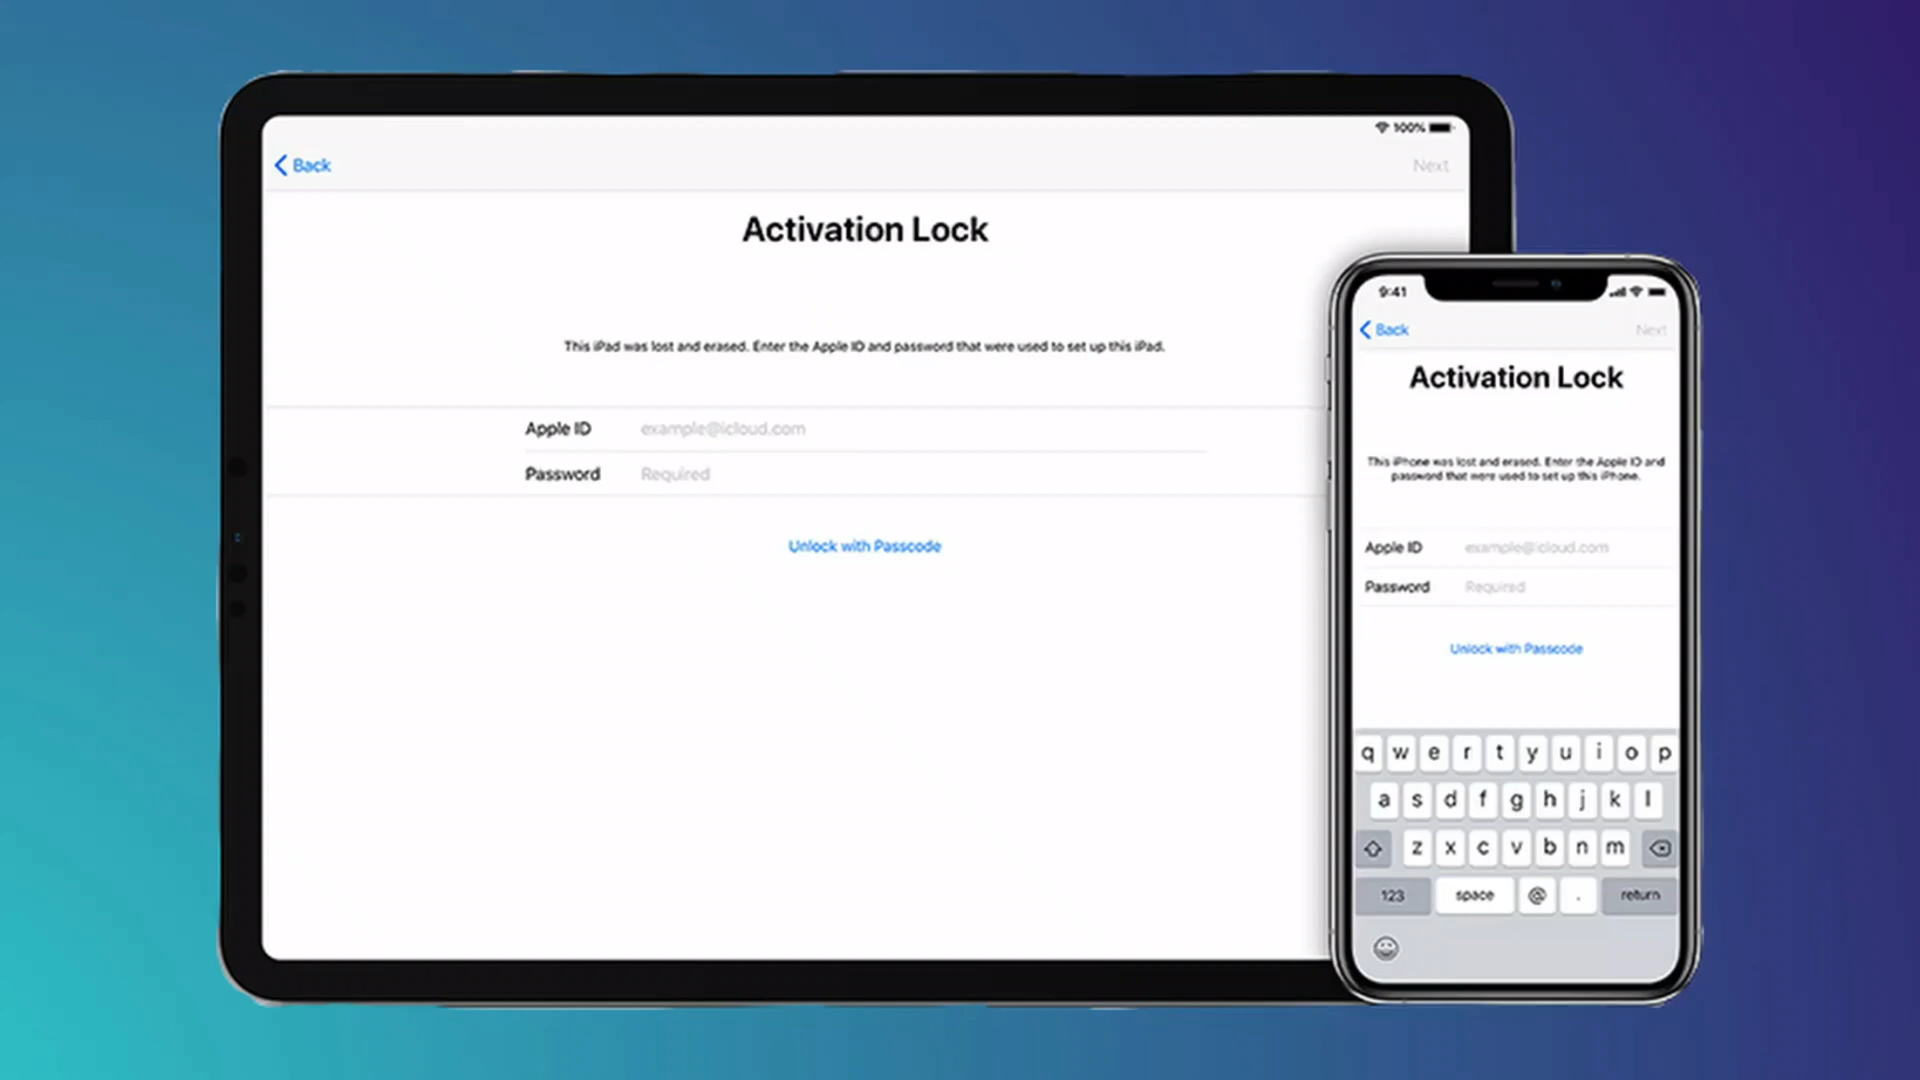 100%
Back
Next
Activation Lock
This iPad was lost and erased. Enter the Apple ID and password that were used to set up this iPad.
Apple ID example@icloud.com
Password Required
Unlock with Passcode
9:41
Back
Next
Activation Lock
This iPhone was lost and erased. Enter the Apple ID and
password that were used to set up this iPhone.
Apple ID example@icloud.com
Password Required
Unlock with Passcode
q w e r t y u i o p
a s d f g h j k l
z x c v b n m
123 space @ . return